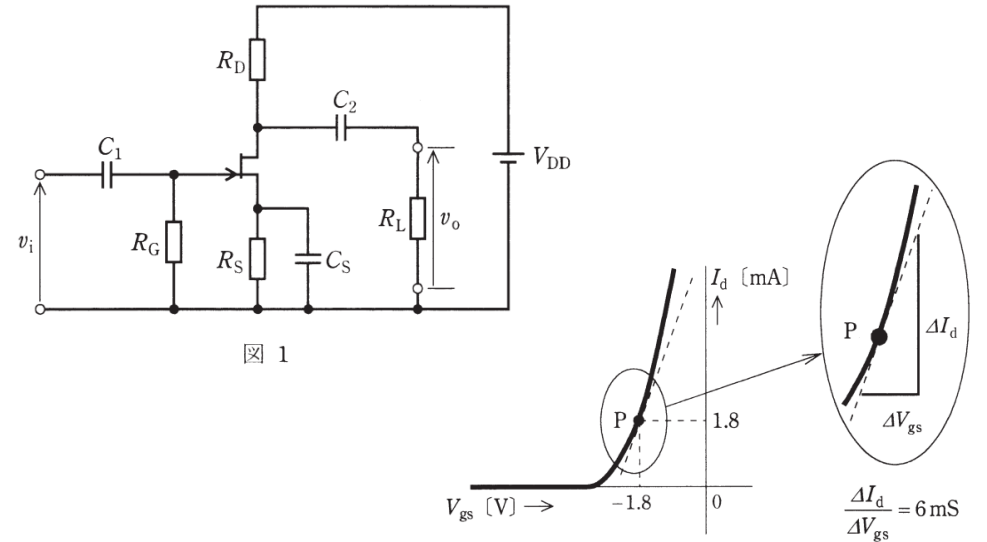 R_D
C_2
C_1
V_DD
v_i
R_G
R_S
C_S
R_L
v_o
図 1
I_d 〔mA〕
P
1.8
V_gs 〔V〕
−1.8
0
P
ΔI_d
ΔV_gs
ΔI_d/ΔV_gs = 6 mS